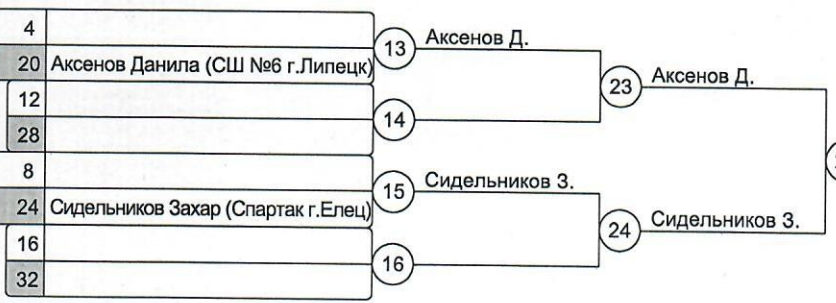 4
13 Аксенов Д.
20 Аксенов Данила (СШ №6 г.Липецк)
23 Аксенов Д.
12
14
28
8
15 Сидельников З.
24 Сидельников Захар (Спартак г.Елец)
24 Сидельников З.
16
16
32